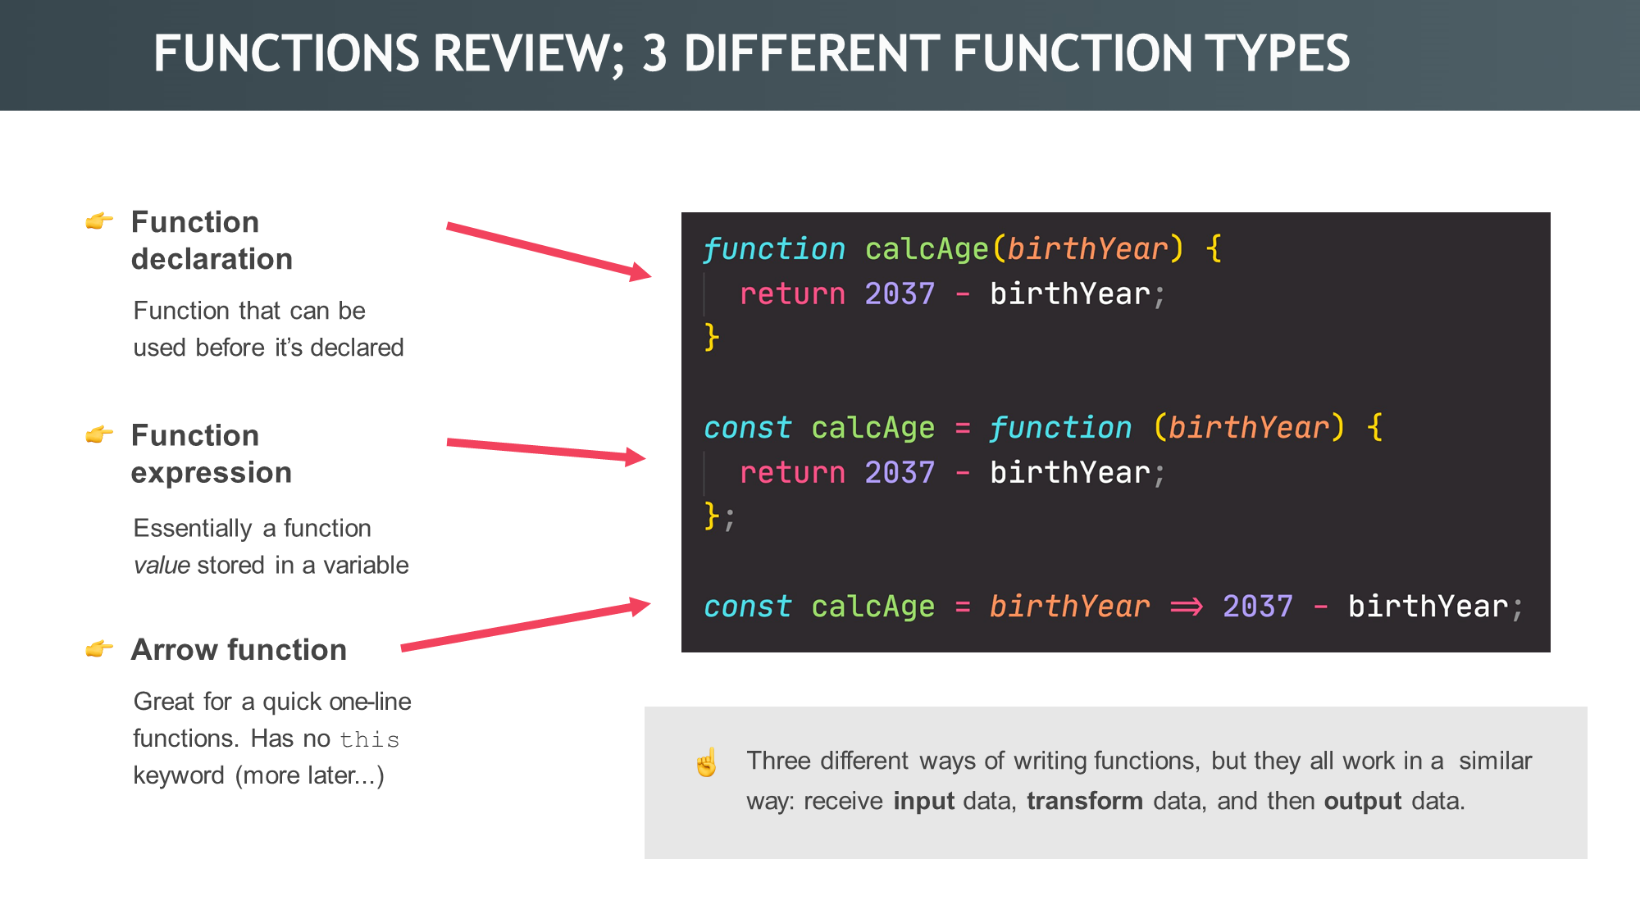 FUNCTIONS REVIEW; 3 DIFFERENT FUNCTION TYPES
Function
declaration
Function that can be
used before it’s declared
Function
expression
Essentially a function
value stored in a variable
Arrow function
Great for a quick one-line
functions. Has no this
keyword (more later…)
function calcAge(birthYear) {
  return 2037 - birthYear;
}
const calcAge = function (birthYear) {
  return 2037 - birthYear;
};
const calcAge = birthYear => 2037 - birthYear;
Three different ways of writing functions, but they all work in a similar
way: receive input data, transform data, and then output data.